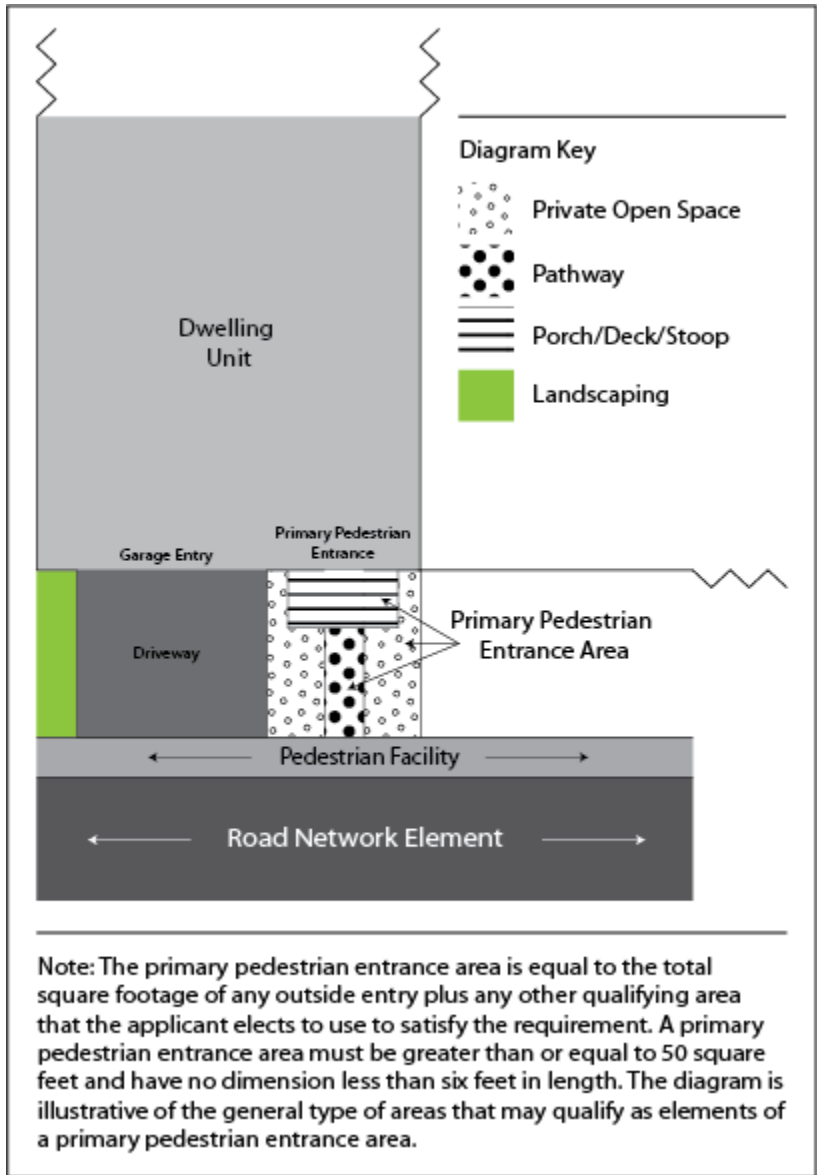 Diagram Key
Private Open Space
Pathway
Porch/Deck/Stoop
Landscaping
Dwelling
Unit
Garage Entry
Primary Pedestrian
Entrance
Driveway
Primary Pedestrian
Entrance Area
Pedestrian Facility
Road Network Element
Note: The primary pedestrian entrance area is equal to the total
square footage of any outside entry plus any other qualifying area
that the applicant elects to use to satisfy the requirement. A primary
pedestrian entrance area must be greater than or equal to 50 square
feet and have no dimension less than six feet in length. The diagram is
illustrative of the general type of areas that may qualify as elements of
a primary pedestrian entrance area.